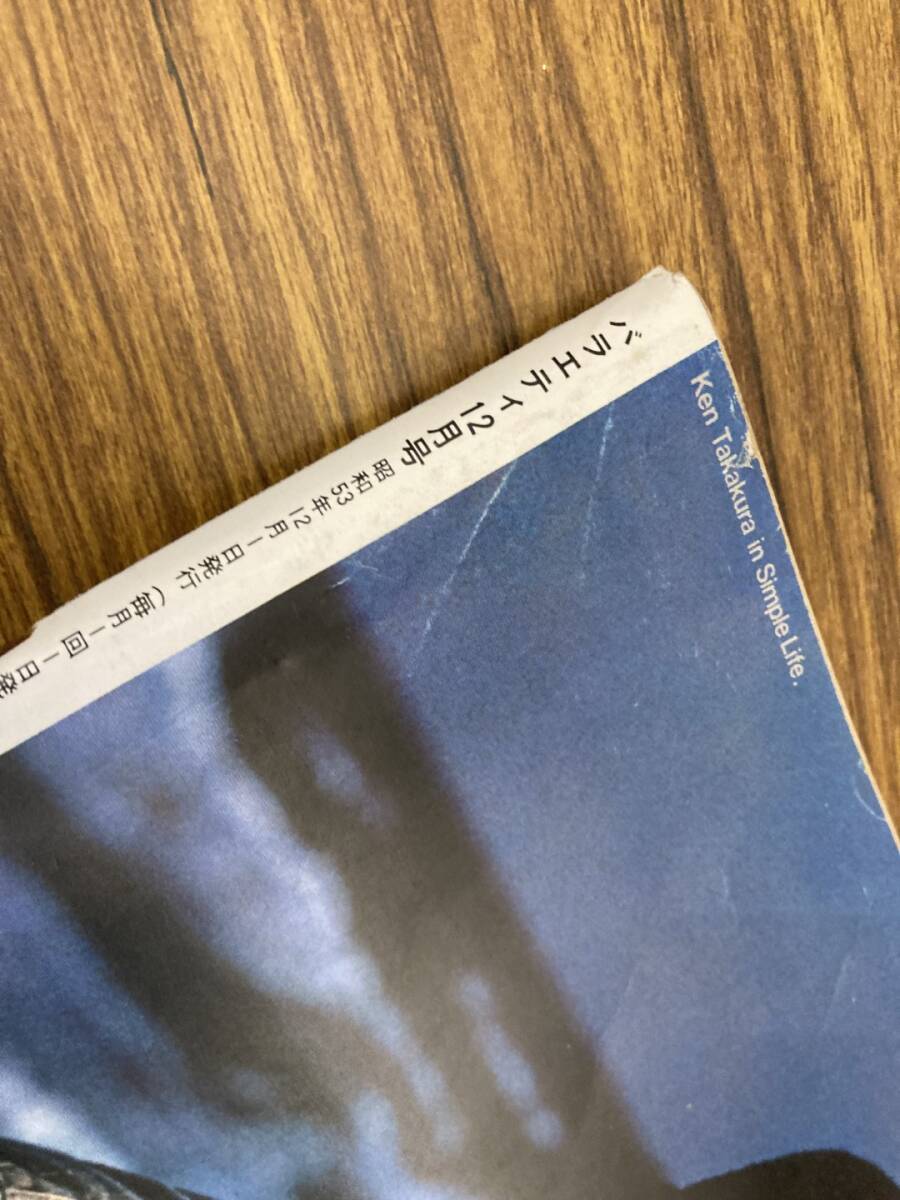 バラエティ12月号 昭和53年12月1日発行(毎月1回1日発
Ken Takakura in Simple Life.